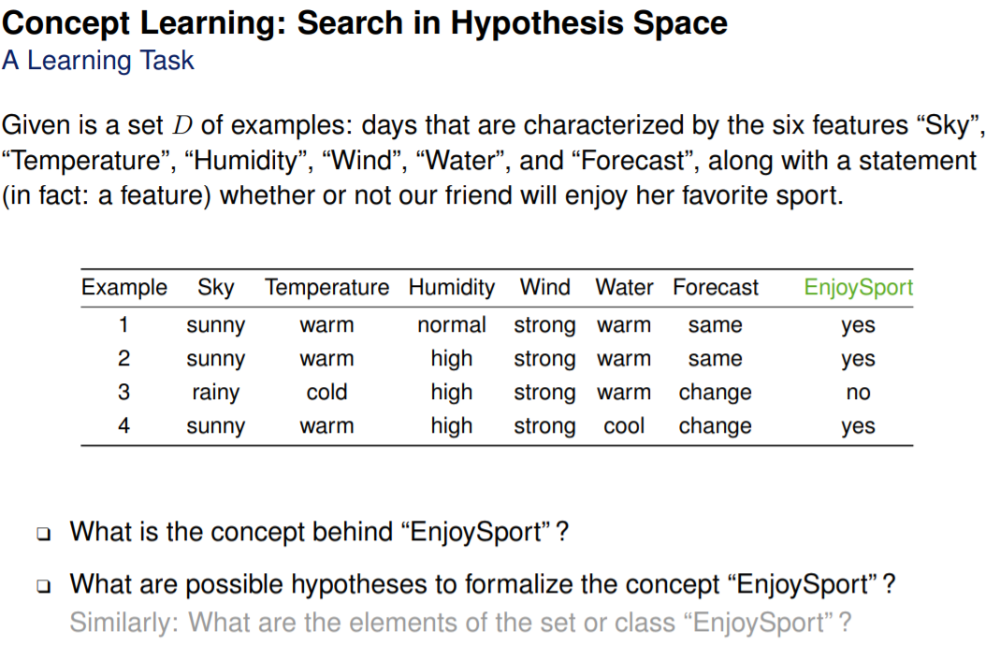 Concept Learning: Search in Hypothesis Space
A Learning Task
Given is a set D of examples: days that are characterized by the six features “Sky”,
“Temperature”, “Humidity”, “Wind”, “Water”, and “Forecast”, along with a statement
(in fact: a feature) whether or not our friend will enjoy her favorite sport.
Example Sky Temperature Humidity Wind Water Forecast EnjoySport
1 sunny warm normal strong warm same yes
2 sunny warm high strong warm same yes
3 rainy cold high strong warm change no
4 sunny warm high strong cool change yes
❑ What is the concept behind “EnjoySport” ?
❑ What are possible hypotheses to formalize the concept “EnjoySport” ?
Similarly: What are the elements of the set or class “EnjoySport” ?